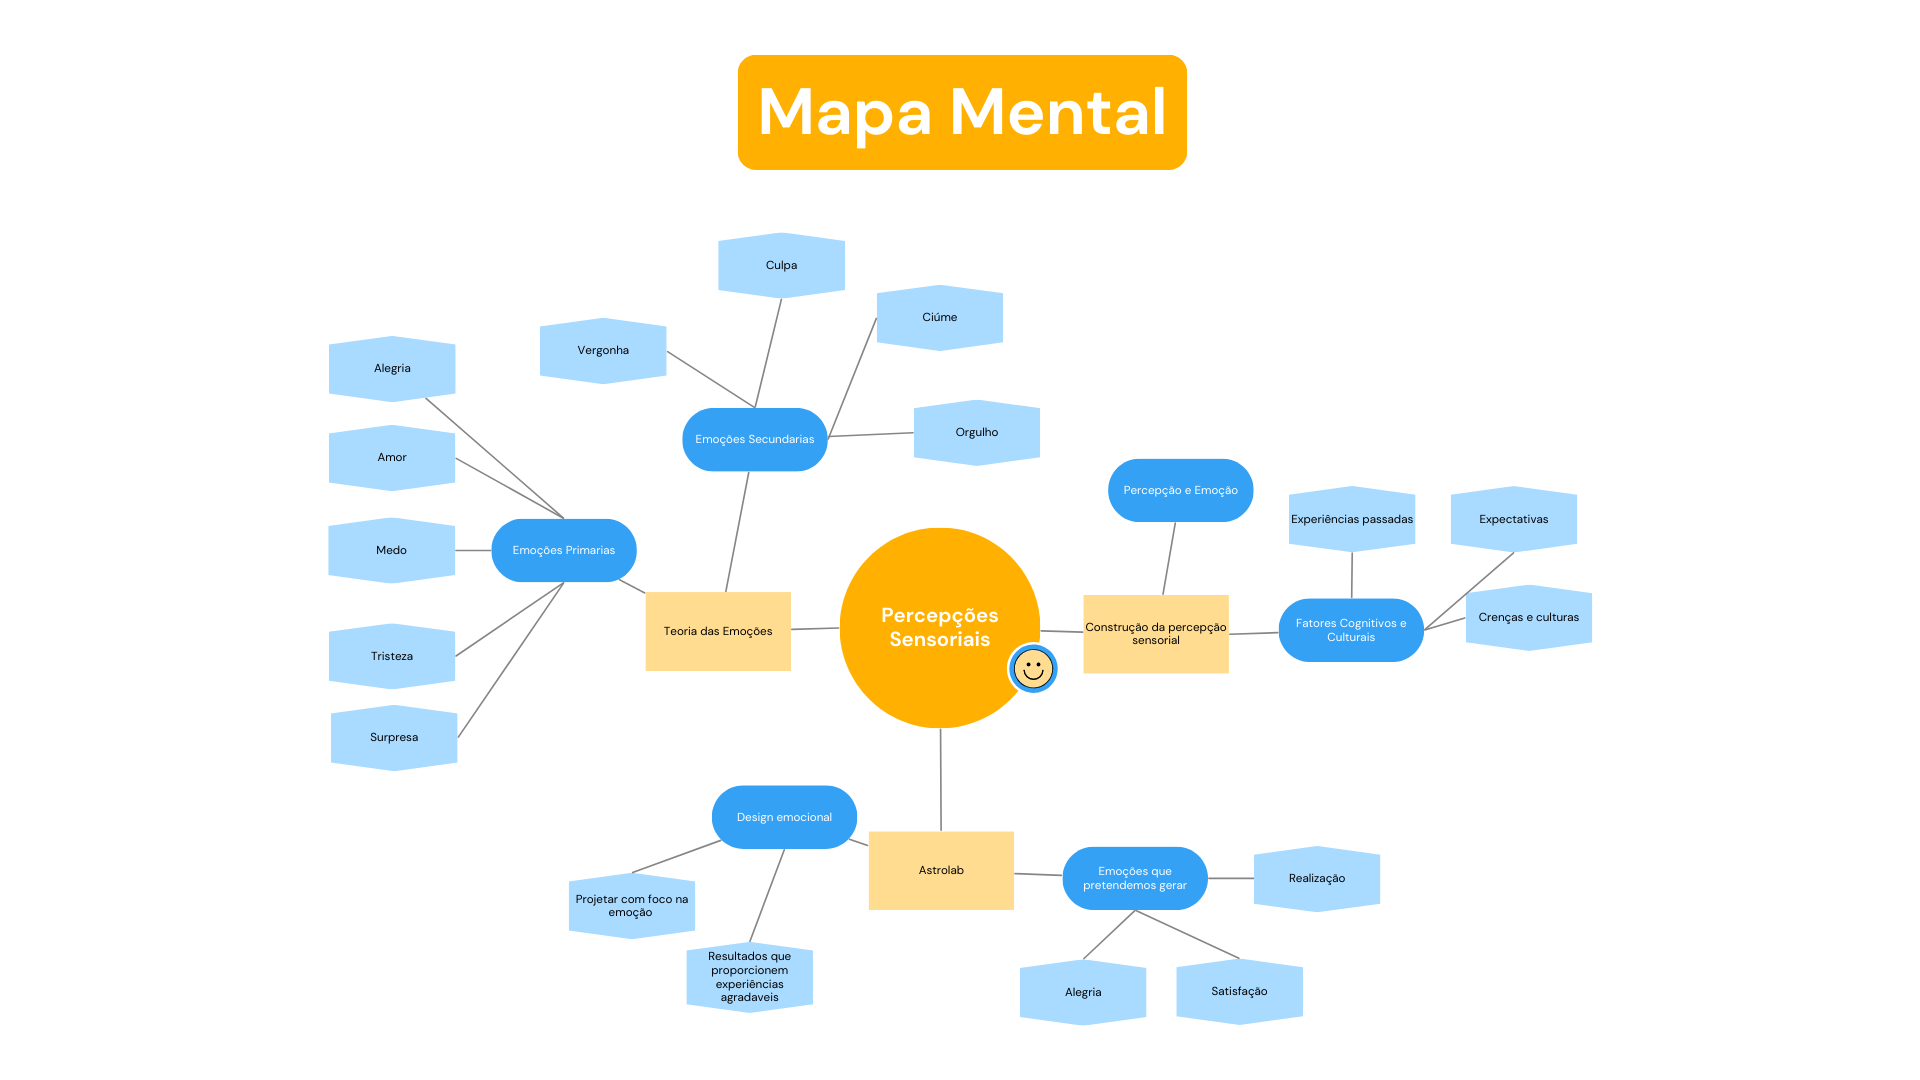 Mapa Mental
Culpa
Ciúme
Vergonha
Alegria
Orgulho
Emoções Secundarias
Amor
Medo
Emoções Primarias
Tristeza
Surpresa
Teoria das Emoções
Percepções
Sensoriais
Percepção e Emoção
Experiências passadas
Expectativas
Construção da percepção
sensorial
Fatores Cognitivos e
Culturais
Crenças e culturas
Design emocional
Astrolab
Projetar com foco na
emoção
Resultados que
proporcionem
experiências
agradaveis
Emoções que
pretendemos gerar
Realização
Alegria
Satisfação